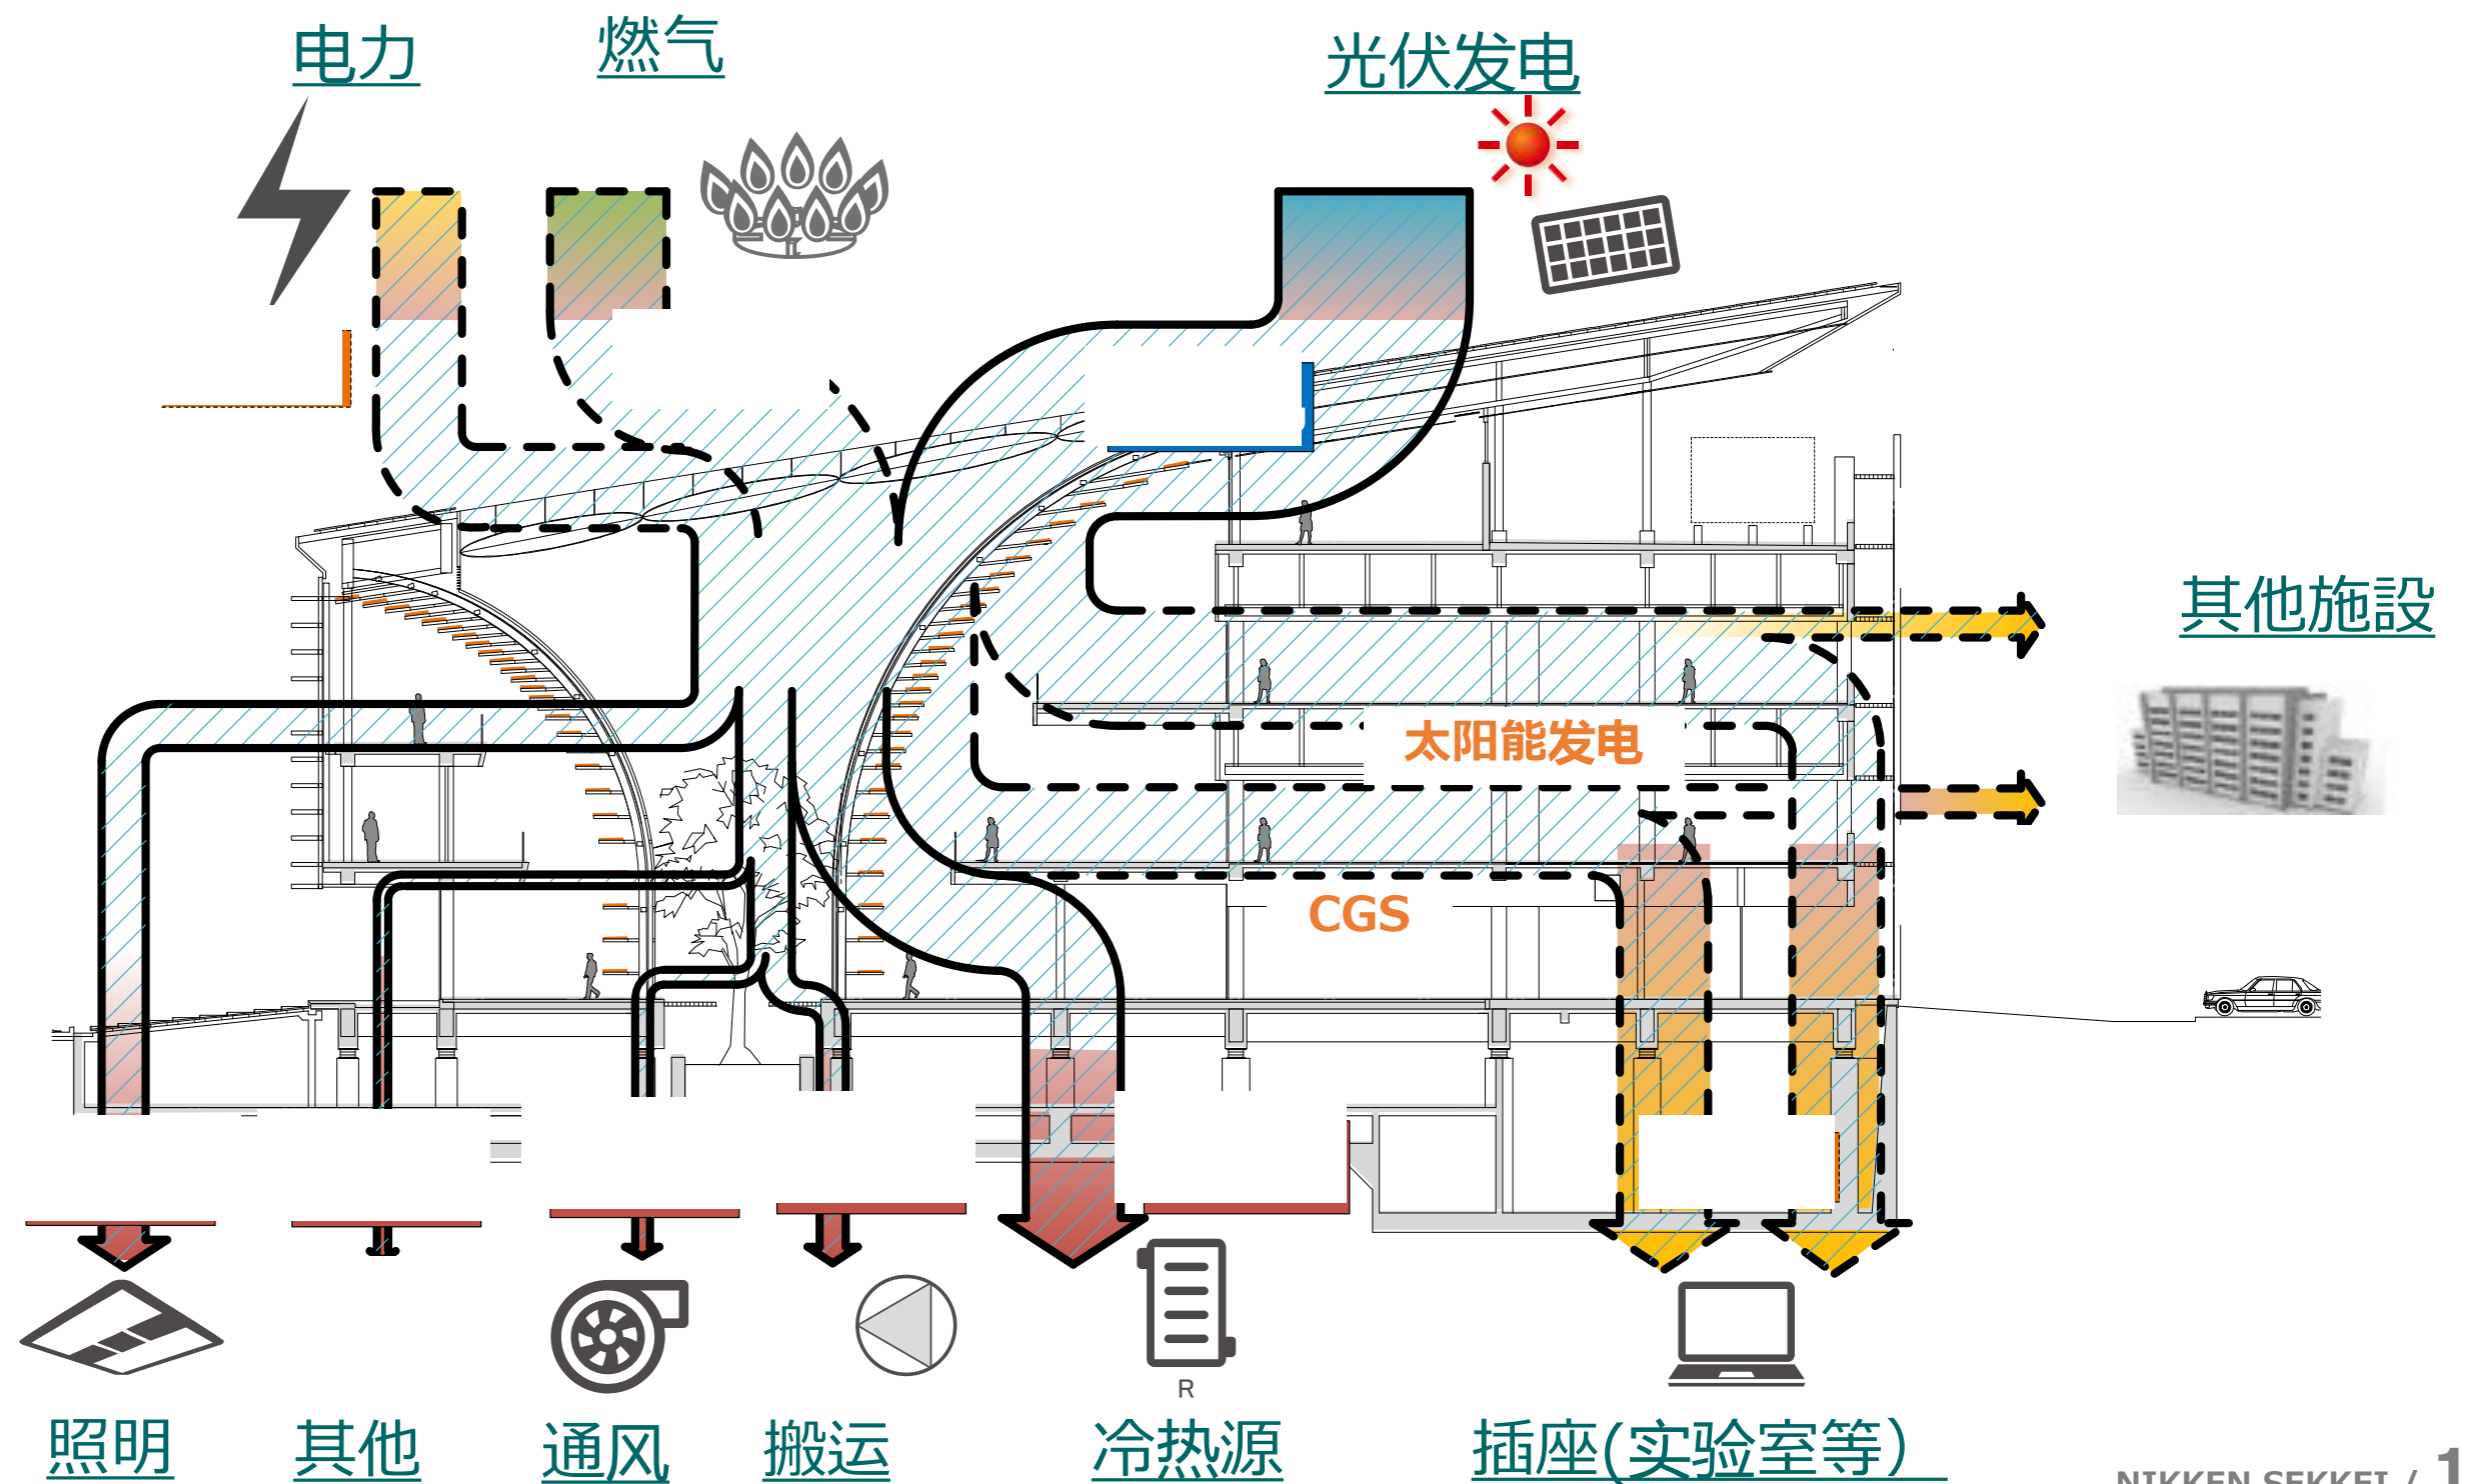 电力
燃气
光伏发电
其他施設
太阳能发电
CGS
R
照明
其他
通风
搬运
冷热源
插座(实验室等）
NIKKEN SEKKEI / 1